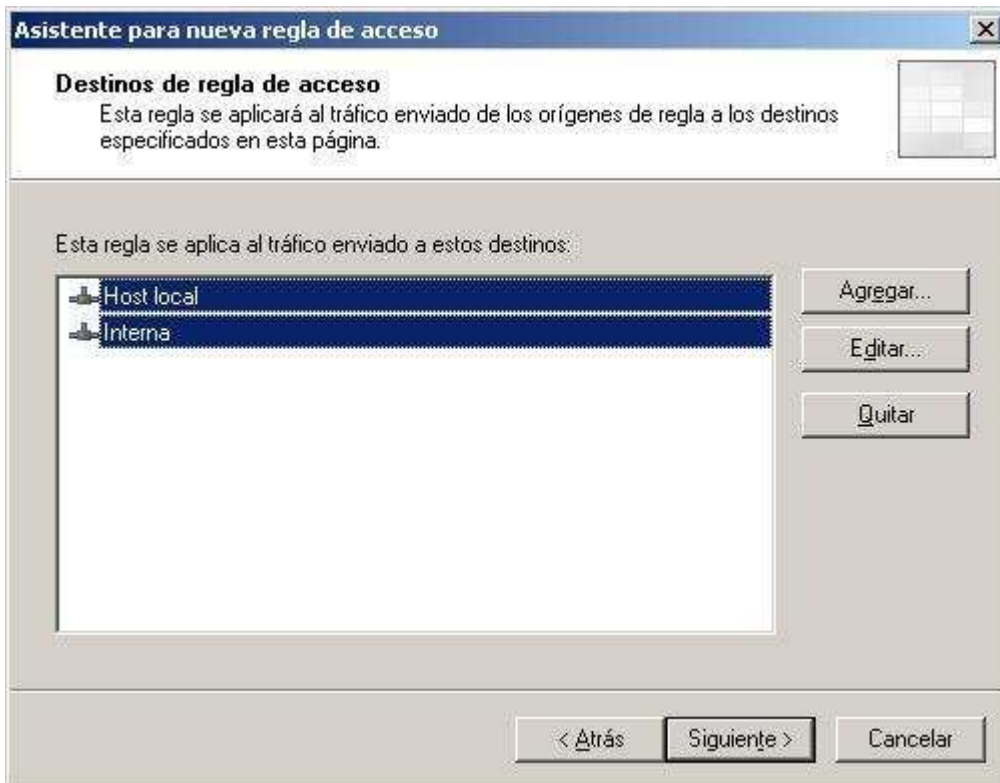 Asistente para nueva regla de acceso
Destinos de regla de acceso
Esta regla se aplicará al tráfico enviado de los orígenes de regla a los destinos
especificados en esta página.
Esta regla se aplica al tráfico enviado a estos destinos:
Host local
Interna
Agregar...
Editar...
Quitar
< Atrás
Siguiente >
Cancelar